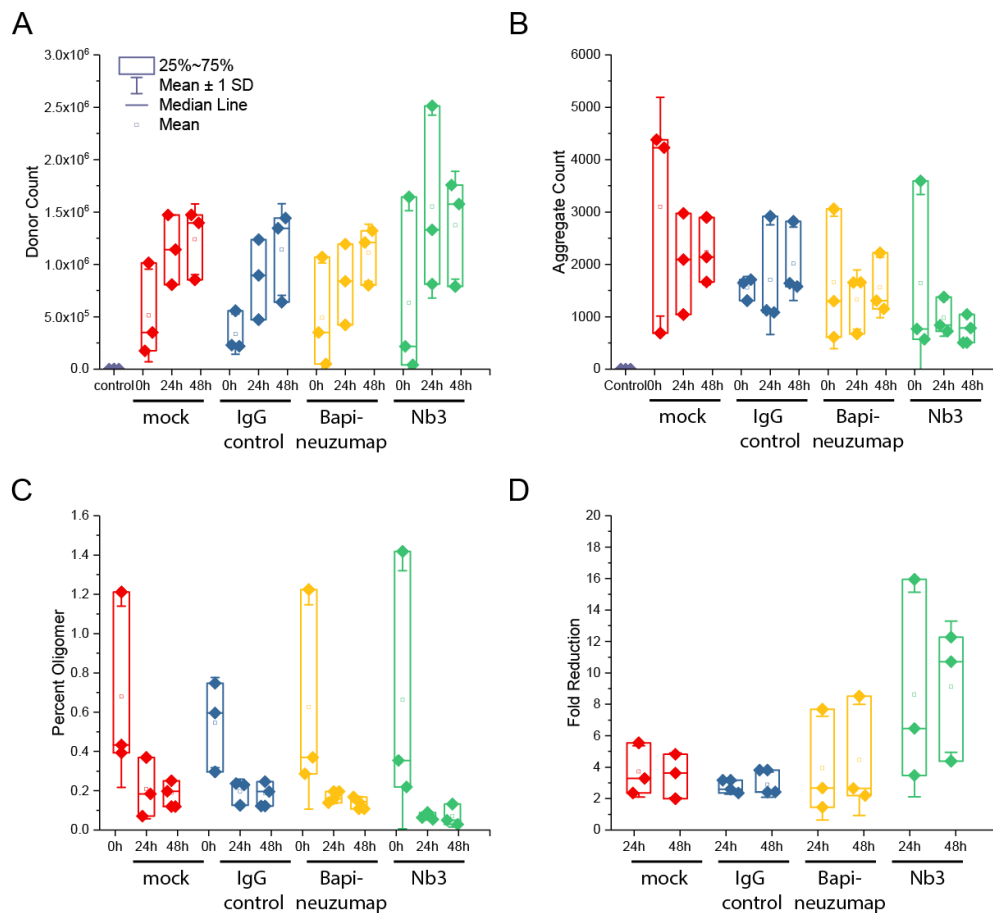 A
Donor Count
3.0x10⁶
2.5x10⁶
2.0x10⁶
1.5x10⁶
1.0x10⁶
5.0x10⁵
0.0
25%~75%
Mean ± 1 SD
Median Line
Mean
control 0h 24h 48h 0h 24h 48h 0h 24h 48h 0h 24h 48h
mock IgG control Bapi-neuzumap Nb3
B
Aggregate Count
6000
5000
4000
3000
2000
1000
0
Control 0h 24h 48h 0h 24h 48h 0h 24h 48h 0h 24h 48h
mock IgG control Bapi-neuzumap Nb3
C
Percent Oligomer
1.6
1.4
1.2
1.0
0.8
0.6
0.4
0.2
0.0
0h 24h 48h 0h 24h 48h 0h 24h 48h 0h 24h 48h
mock IgG control Bapi-neuzumap Nb3
D
Fold Reduction
20
18
16
14
12
10
8
6
4
2
0
24h 48h 24h 48h 24h 48h 24h 48h
mock IgG control Bapi-neuzumap Nb3